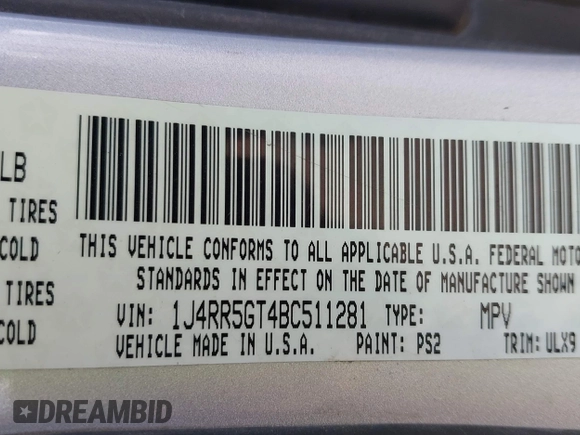 LB
TIRES
COLD
TIRES
COLD
THIS VEHICLE CONFORMS TO ALL APPLICABLE U.S.A. FEDERAL MOTO
STANDARDS IN EFFECT ON THE DATE OF MANUFACTURE SHOWN
VIN: 1J4RR5GT4BC511281 TYPE: MPV
VEHICLE MADE IN U.S.A. PAINT: PS2 TRIM: ULX9
DREAMBID